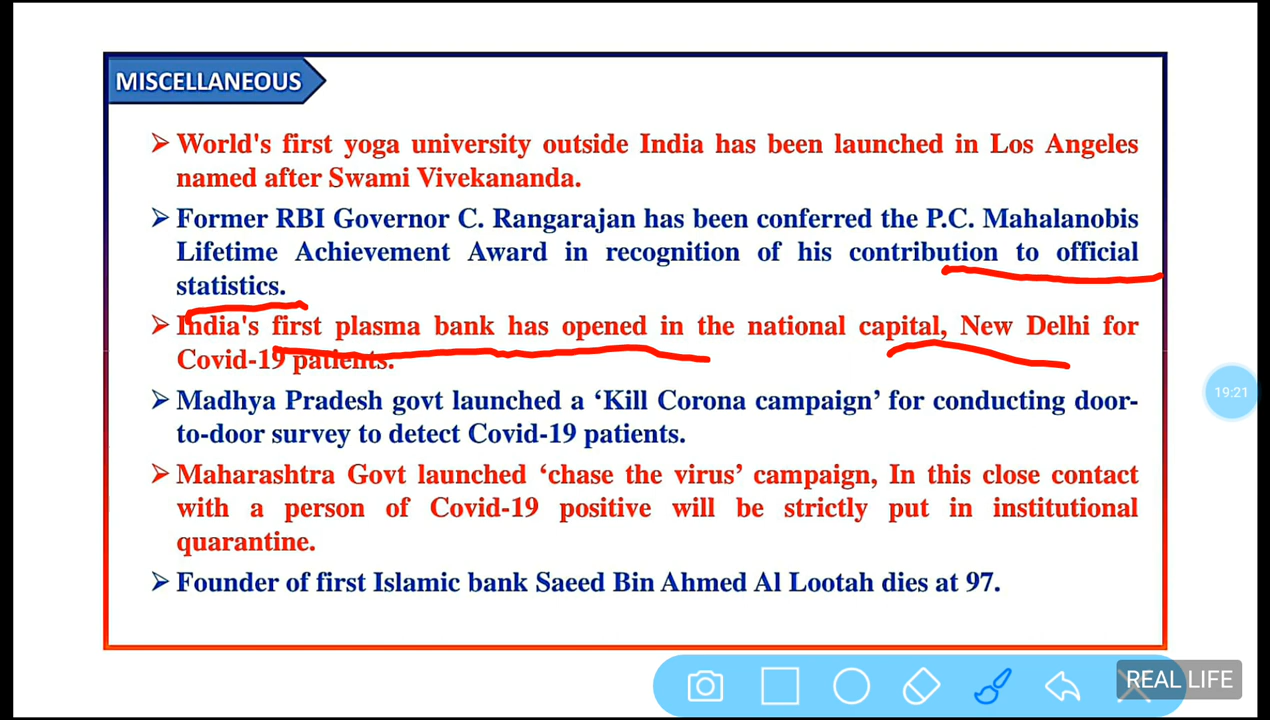 MISCELLANEOUS
➢ World's first yoga university outside India has been launched in Los Angeles
named after Swami Vivekananda.
➢ Former RBI Governor C. Rangarajan has been conferred the P.C. Mahalanobis
Lifetime Achievement Award in recognition of his contribution to official
statistics.
➢ India's first plasma bank has opened in the national capital, New Delhi for
Covid-19 patients.
➢ Madhya Pradesh govt launched a ‘Kill Corona campaign’ for conducting door-
to-door survey to detect Covid-19 patients.
➢ Maharashtra Govt launched ‘chase the virus’ campaign, In this close contact
with a person of Covid-19 positive will be strictly put in institutional
quarantine.
➢ Founder of first Islamic bank Saeed Bin Ahmed Al Lootah dies at 97.
19:21
REAL LIFE